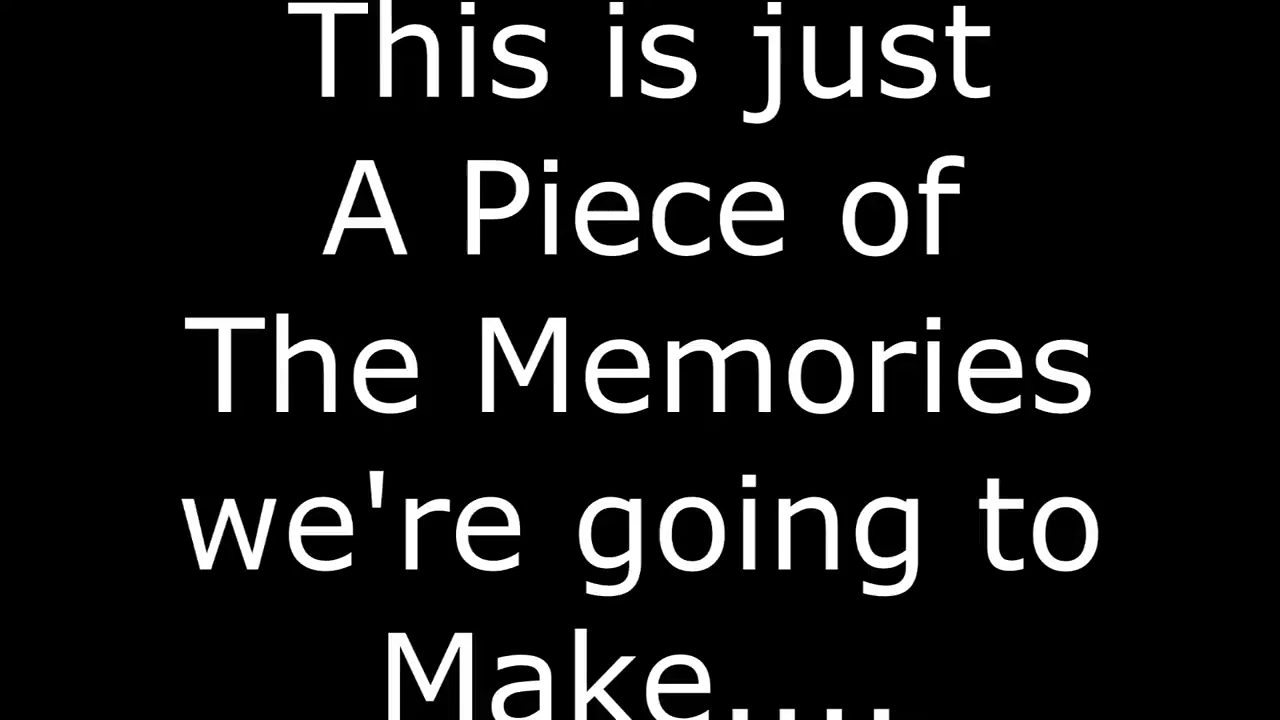 This is just
A Piece of
The Memories
we're going to
Make....